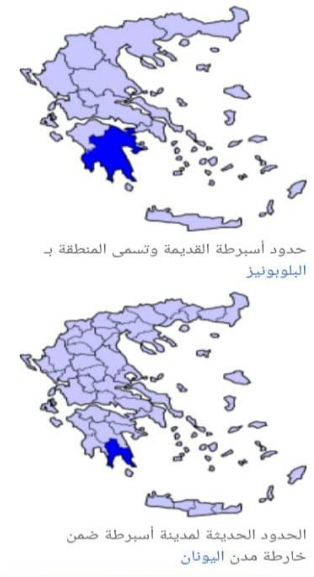 حدود أسبرطة القديمة وتسمى المنطقة بـ
البلوبونيز
الحدود الحديثة لمدينة أسبرطة ضمن
خارطة مدن اليونان